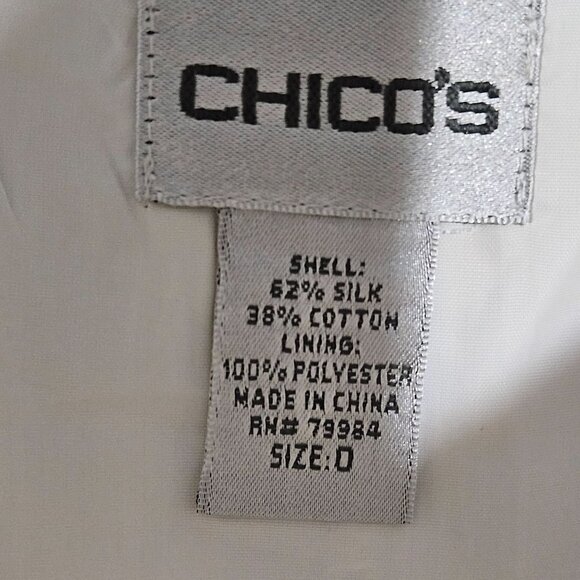 CHICO'S
SHELL:
62% SILK
38% COTTON
LINING:
100% POLYESTER
MADE IN CHINA
RN# 79984
SIZE:0